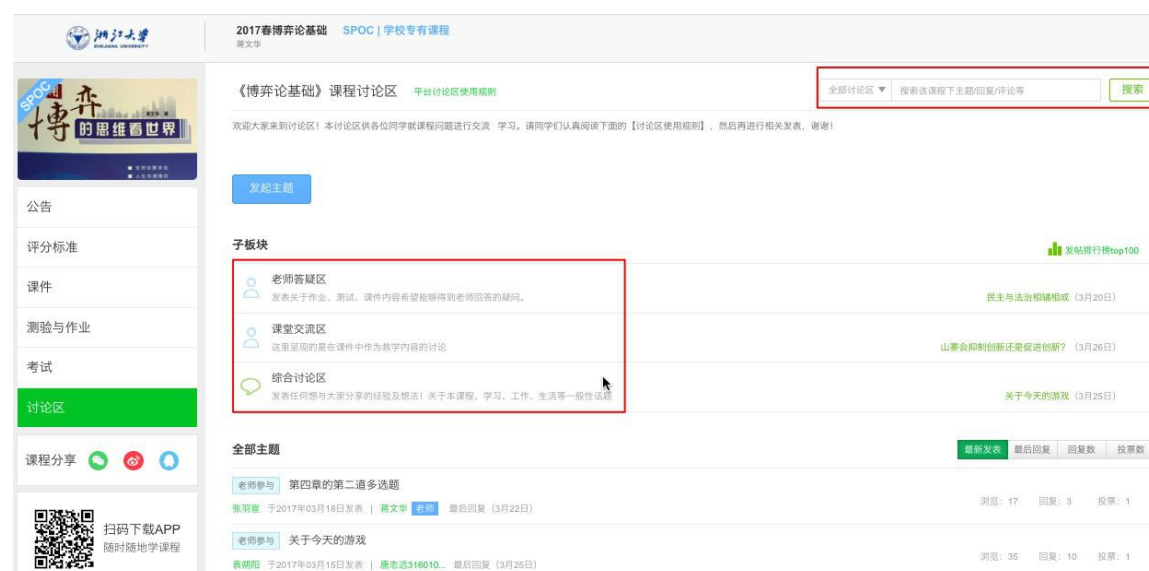 浙江大学
ZHEJIANG UNIVERSITY
2017春博弈论基础 SPOC | 学校专有课程
蒋文华
SPOC
博弈
的思维看世界
公告
评分标准
课件
测验与作业
考试
讨论区
课程分享
扫码下载APP
随时随地学课程
《博弈论基础》课程讨论区 平台讨论区使用规则
全部讨论区 ▼ 搜索该课程下主题/回复/评论等 搜索
欢迎大家来到讨论区!本讨论区供各位同学就课程问题进行交流 学习。请同学们认真阅读下面的【讨论区使用规则】,然后再进行相关发表,谢谢!
发起主题
子板块 发帖排行榜top100
老师答疑区
发表关于作业、测试、课件内容希望能够得到老师回答的疑问。 民主与法治相辅相成(3月20日)
课堂交流区
这里呈现的是在课件中作为教学内容的讨论 山寨会抑制创新还是促进创新?(3月26日)
综合讨论区
发表任何想与大家分享的经验及想法!关于本课程、学习、工作、生活等一般性话题 关于今天的游戏(3月25日)
全部主题 最新发表 最后回复 回复数 投票数
老师参与 第四章的第二道多选题
于2017年03月18日发表 | 蒋文华 老师 最后回复(3月22日) 浏览:17 回复:3 投票:1
老师参与 关于今天的游戏
袁朝阳 于2017年03月15日发表 | 唐志远316010... 最后回复(3月25日) 浏览:35 回复:10 投票:1